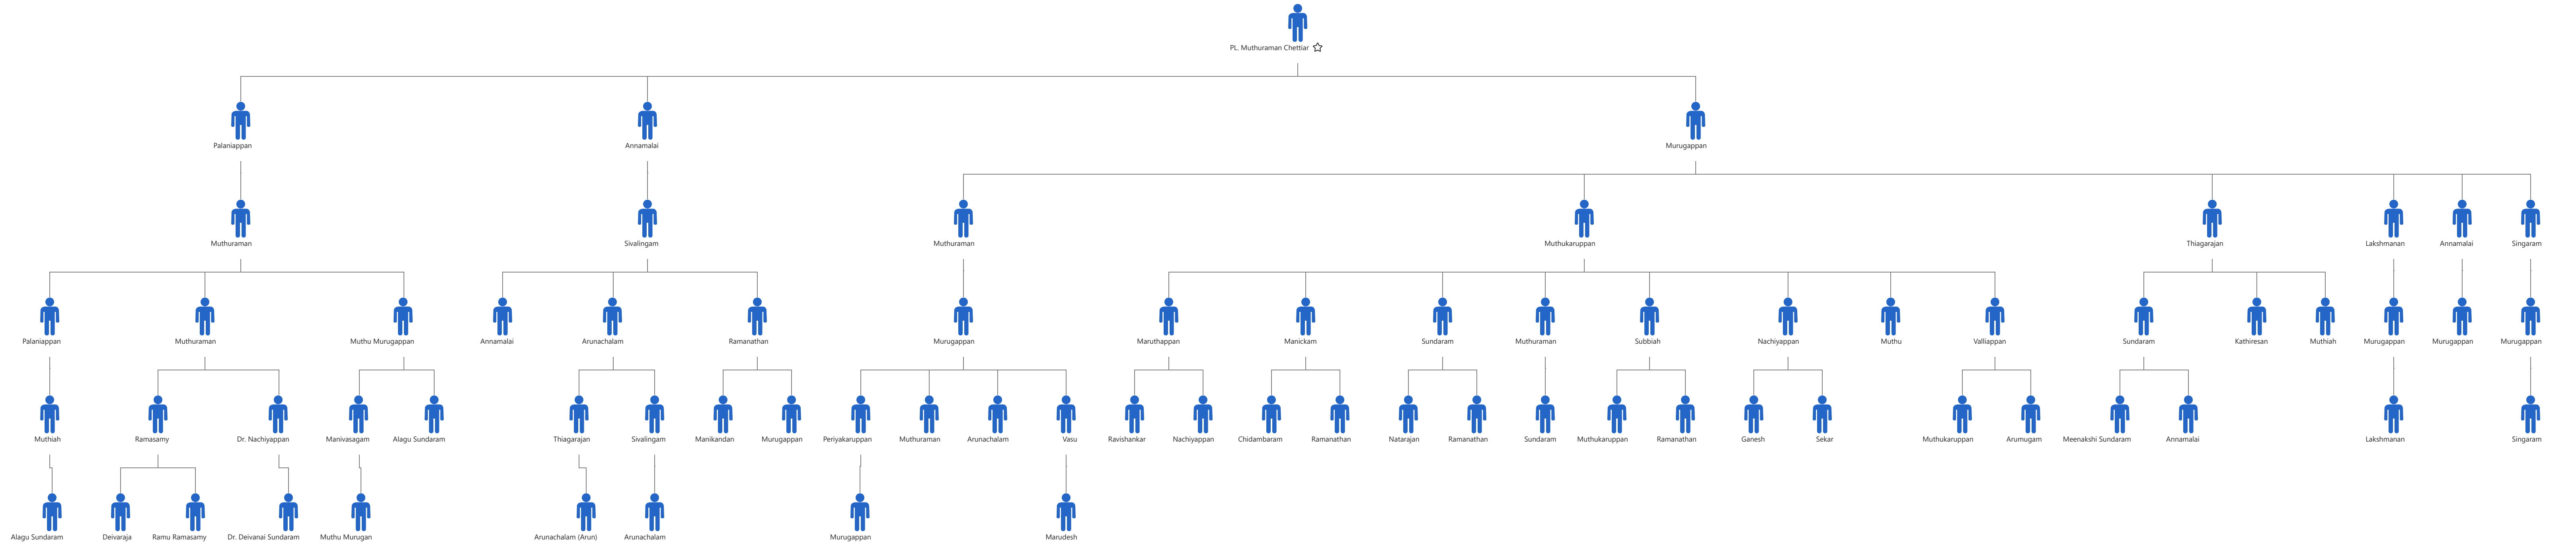 PL. Muthuraman Chettiar
Palaniappan
Annamalai
Murugappan
Muthuraman
Sivalingam
Muthuraman
Muthukaruppan
Thiagarajan
Lakshmanan
Annamalai
Singaram
Palaniappan
Muthuraman
Muthu Murugappan
Annamalai
Arunachalam
Ramanathan
Murugappan
Maruthappan
Manickam
Sundaram
Muthuraman
Subbiah
Nachiyappan
Muthu
Valliappan
Sundaram
Kathiresan
Muthiah
Murugappan
Murugappan
Murugappan
Muthiah
Ramasamy
Dr. Nachiyappan
Manivasagam
Alagu Sundaram
Thiagarajan
Sivalingam
Manikandan
Murugappan
Periyakaruppan
Muthuraman
Arunachalam
Vasu
Ravishankar
Nachiyappan
Chidambaram
Ramanathan
Natarajan
Ramanathan
Sundaram
Muthukaruppan
Ramanathan
Ganesh
Sekar
Muthukaruppan
Arumugam
Meenakshi Sundaram
Annamalai
Lakshmanan
Singaram
Alagu Sundaram
Deivaraja
Ramu Ramasamy
Dr. Deivanai Sundaram
Muthu Murugan
Arunachalam (Arun)
Arunachalam
Murugappan
Marudesh